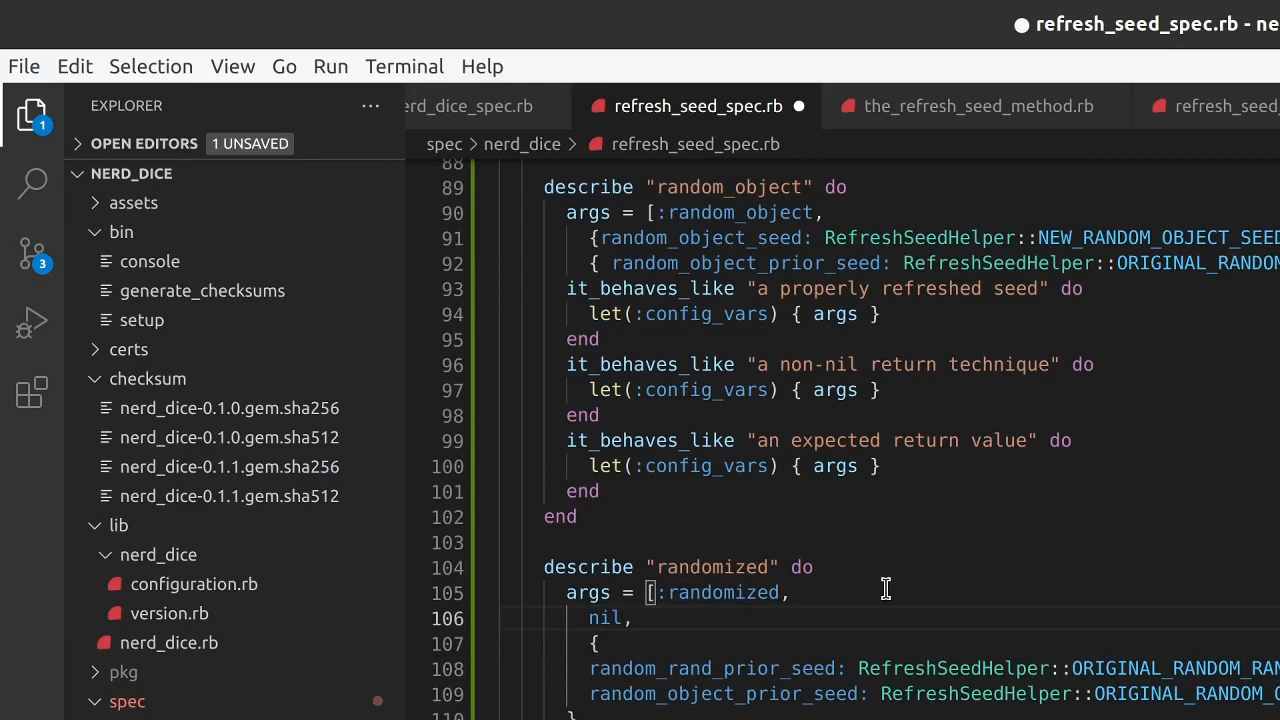 refresh_seed_spec.rb - ne
File Edit Selection View Go Run Terminal Help
EXPLORER
OPEN EDITORS 1 UNSAVED
NERD_DICE
assets
bin
console
generate_checksums
setup
certs
checksum
nerd_dice-0.1.0.gem.sha256
nerd_dice-0.1.0.gem.sha512
nerd_dice-0.1.1.gem.sha256
nerd_dice-0.1.1.gem.sha512
lib
nerd_dice
configuration.rb
version.rb
nerd_dice.rb
pkg
spec
1
3
erd_dice_spec.rb refresh_seed_spec.rb the_refresh_seed_method.rb refresh_seed_
spec > nerd_dice > refresh_seed_spec.rb
88
89 describe "random_object" do
90 args = [:random_object,
91 {random_object_seed: RefreshSeedHelper::NEW_RANDOM_OBJECT_SEED
92 { random_object_prior_seed: RefreshSeedHelper::ORIGINAL_RANDOM
93 it_behaves_like "a properly refreshed seed" do
94 let(:config_vars) { args }
95 end
96 it_behaves_like "a non-nil return technique" do
97 let(:config_vars) { args }
98 end
99 it_behaves_like "an expected return value" do
100 let(:config_vars) { args }
101 end
102 end
103
104 describe "randomized" do
105 args = [:randomized,
106 nil,
107 {
108 random_rand_prior_seed: RefreshSeedHelper::ORIGINAL_RANDOM_RAN
109 random_object_prior_seed: RefreshSeedHelper::ORIGINAL_RANDOM_O
110 }